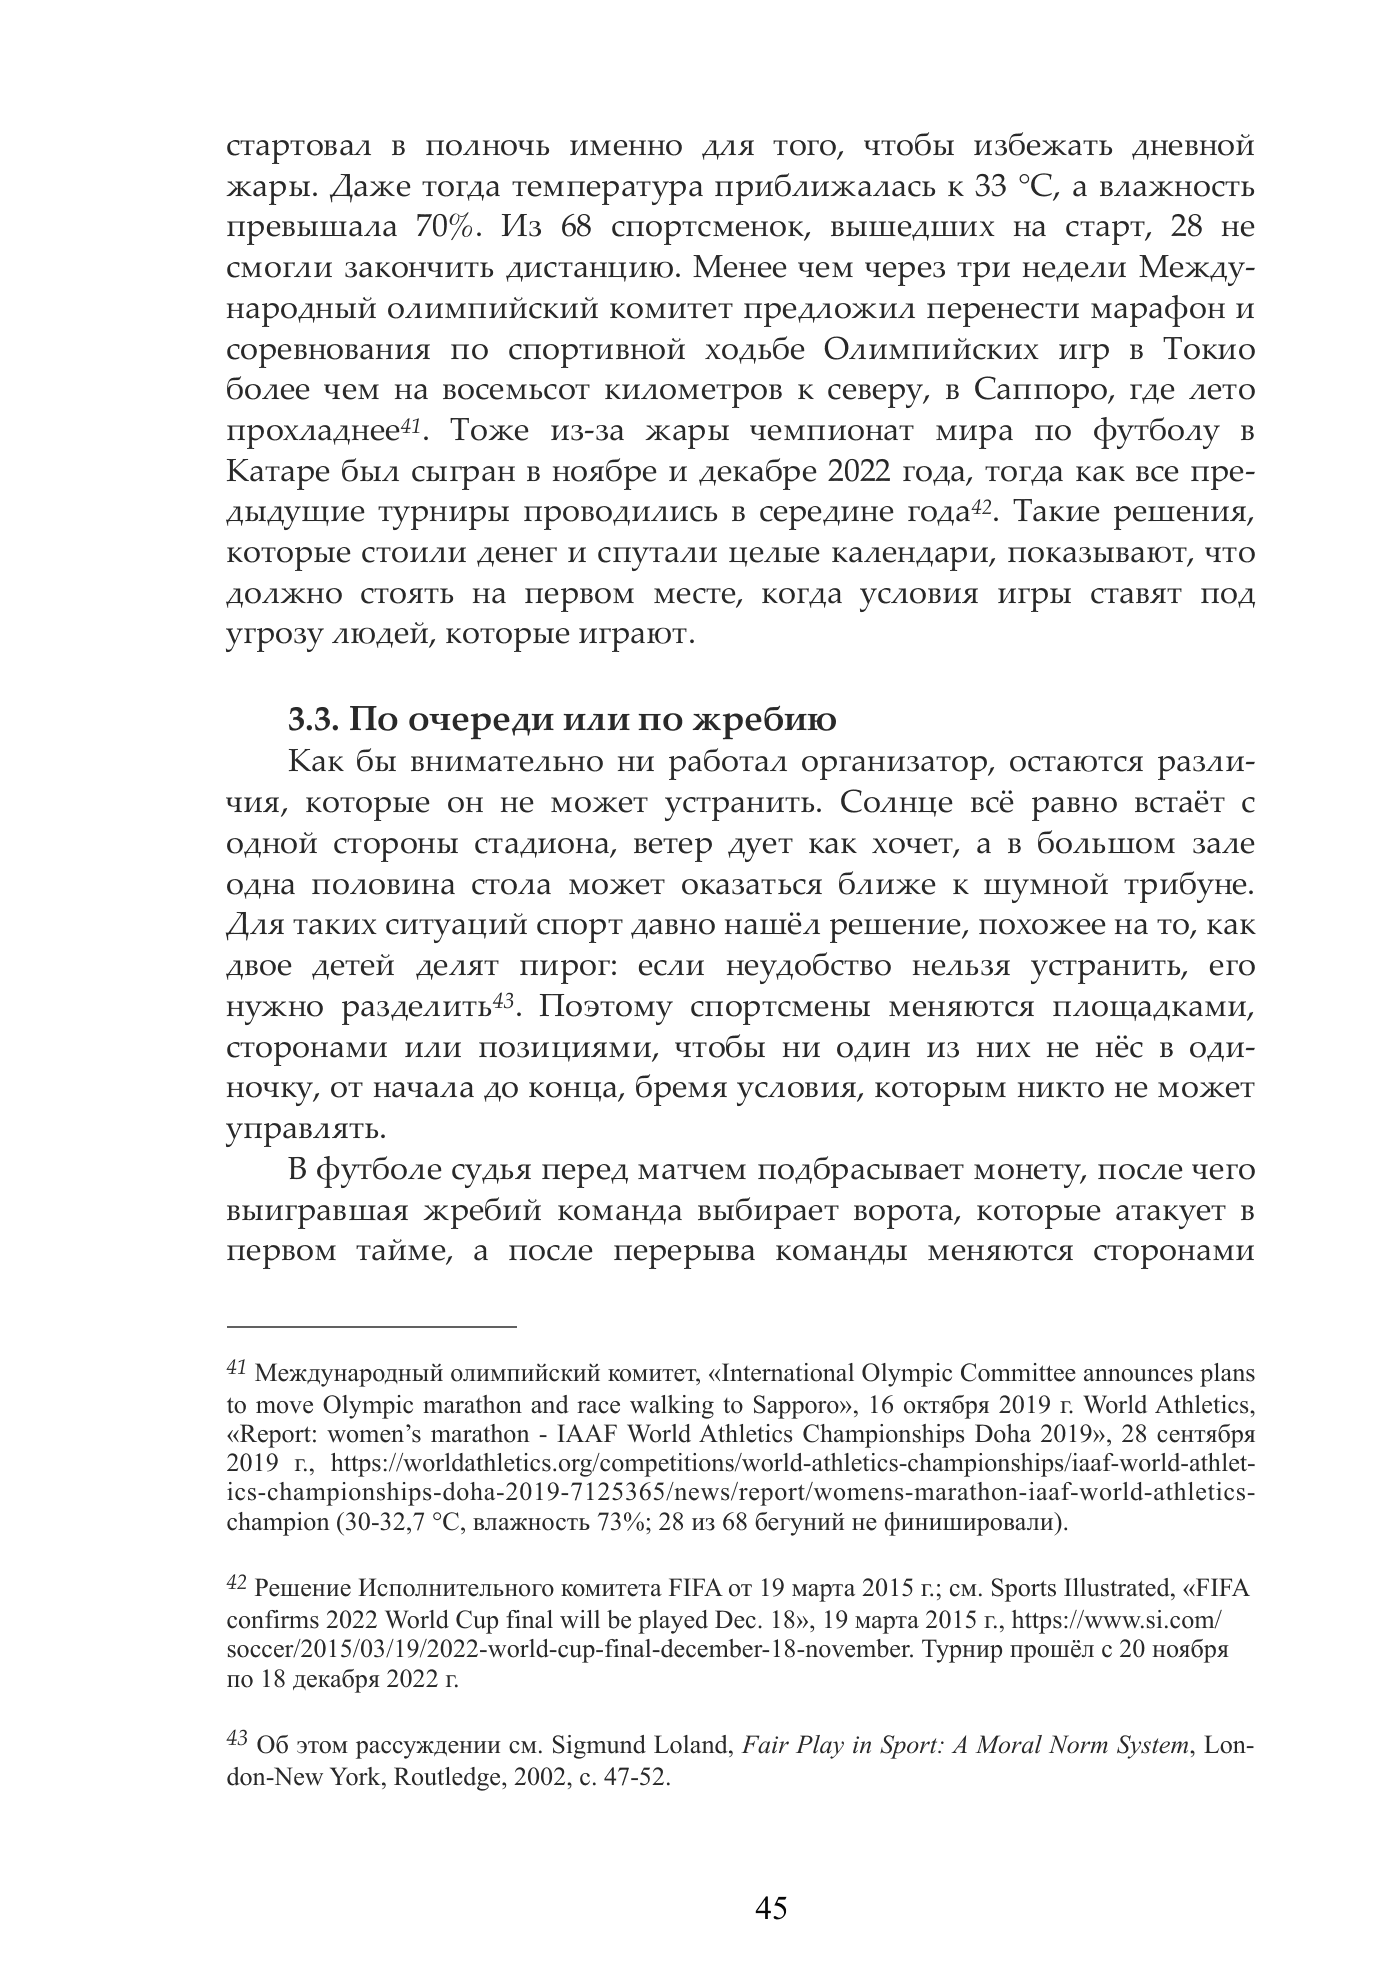 стартовал в полночь именно для того, чтобы избежать дневной
жары. Даже тогда температура приближалась к 33 °C, а влажность
превышала 70%. Из 68 спортсменок, вышедших на старт, 28 не
смогли закончить дистанцию. Менее чем через три недели Между-
народный олимпийский комитет предложил перенести марафон и
соревнования по спортивной ходьбе Олимпийских игр в Токио
более чем на восемьсот километров к северу, в Саппоро, где лето
прохладнее41. Тоже из-за жары чемпионат мира по футболу в
Катаре был сыгран в ноябре и декабре 2022 года, тогда как все пре-
дыдущие турниры проводились в середине года42. Такие решения,
которые стоили денег и спутали целые календари, показывают, что
должно стоять на первом месте, когда условия игры ставят под
угрозу людей, которые играют.
3.3. По очереди или по жребию
Как бы внимательно ни работал организатор, остаются разли-
чия, которые он не может устранить. Солнце всё равно встаёт с
одной стороны стадиона, ветер дует как хочет, а в большом зале
одна половина стола может оказаться ближе к шумной трибуне.
Для таких ситуаций спорт давно нашёл решение, похожее на то, как
двое детей делят пирог: если неудобство нельзя устранить, его
нужно разделить43. Поэтому спортсмены меняются площадками,
сторонами или позициями, чтобы ни один из них не нёс в оди-
ночку, от начала до конца, бремя условия, которым никто не может
управлять.
В футболе судья перед матчем подбрасывает монету, после чего
выигравшая жребий команда выбирает ворота, которые атакует в
первом тайме, а после перерыва команды меняются сторонами
41 Международный олимпийский комитет, «International Olympic Committee announces plans
to move Olympic marathon and race walking to Sapporo», 16 октября 2019 г. World Athletics,
«Report: women’s marathon - IAAF World Athletics Championships Doha 2019», 28 сентября
2019 г., https://worldathletics.org/competitions/world-athletics-championships/iaaf-world-athlet-
ics-championships-doha-2019-7125365/news/report/womens-marathon-iaaf-world-athletics-
champion (30-32,7 °C, влажность 73%; 28 из 68 бегуний не финишировали).
42 Решение Исполнительного комитета FIFA от 19 марта 2015 г.; см. Sports Illustrated, «FIFA
confirms 2022 World Cup final will be played Dec. 18», 19 марта 2015 г., https://www.si.com/
soccer/2015/03/19/2022-world-cup-final-december-18-november. Турнир прошёл с 20 ноября
по 18 декабря 2022 г.
43 Об этом рассуждении см. Sigmund Loland, Fair Play in Sport: A Moral Norm System, Lon-
don-New York, Routledge, 2002, с. 47-52.
45